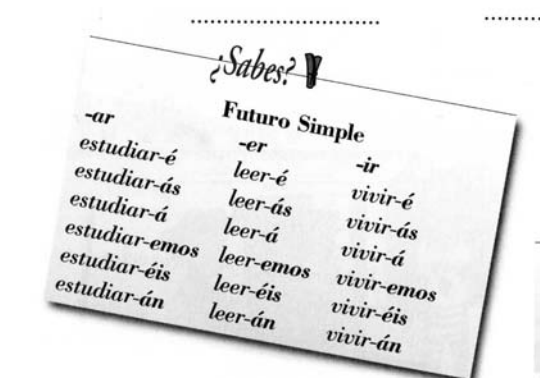 ¿Sabes?
Futuro Simple
-ar -er -ir
estudiar-é leer-é vivir-é
estudiar-ás leer-ás vivir-ás
estudiar-á leer-á vivir-á
estudiar-emos leer-emos vivir-emos
estudiar-éis leer-éis vivir-éis
estudiar-án leer-án vivir-án